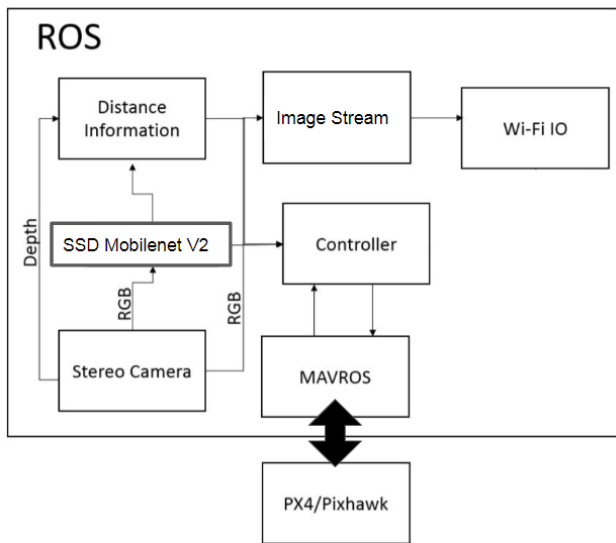 ROS
Distance
Information
Image Stream
Wi-Fi IO
SSD Mobilenet V2
Controller
Depth
RGB
RGB
Stereo Camera
MAVROS
PX4/Pixhawk